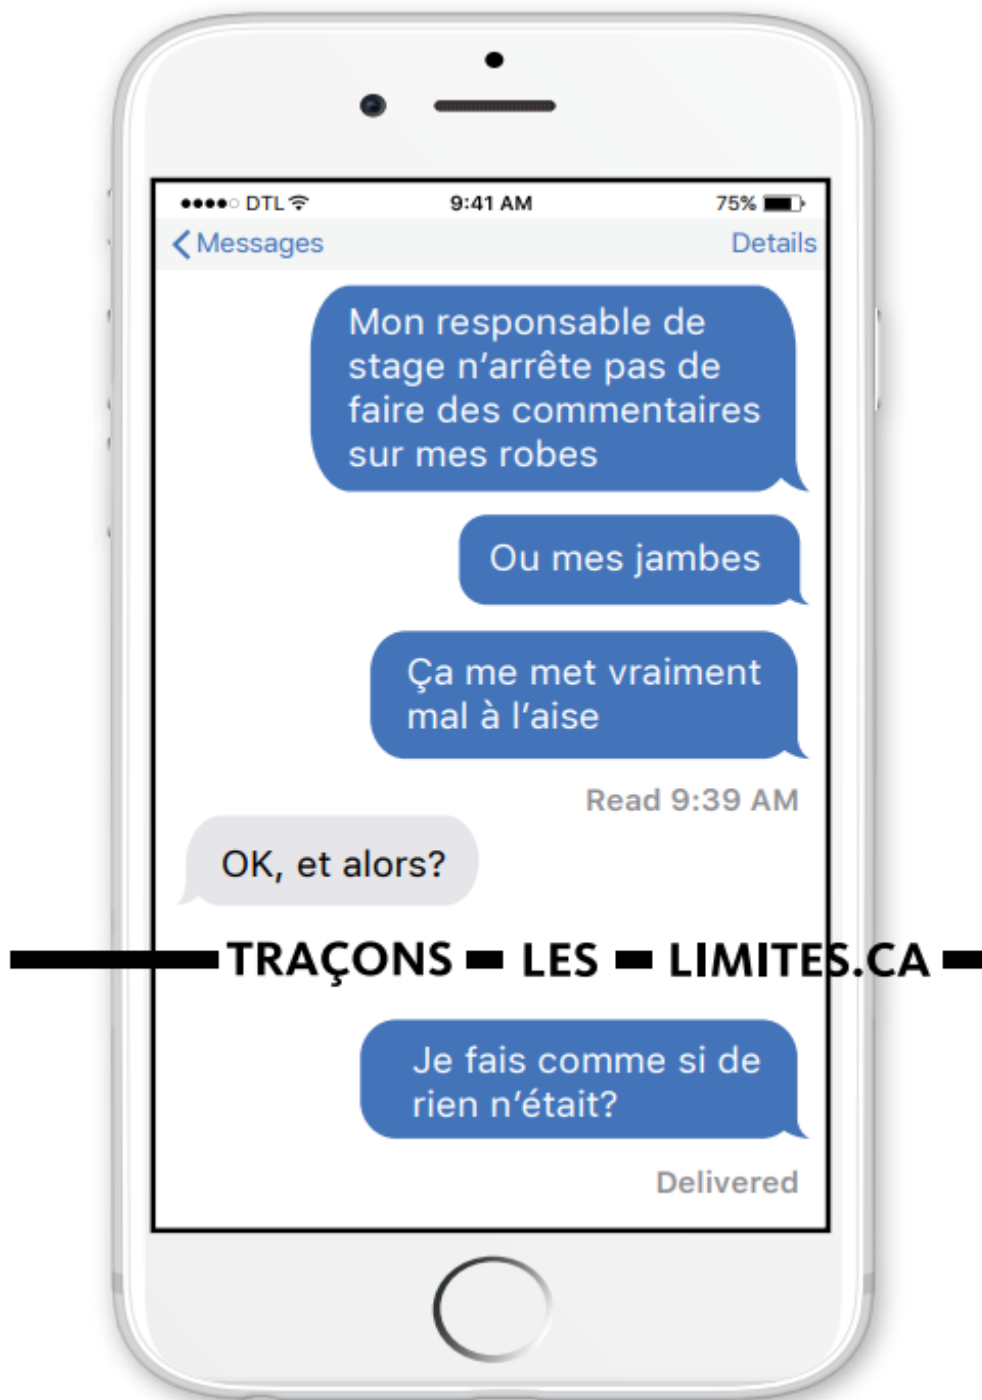 ●●●●○ DTL 9:41 AM 75%
Messages Details
Mon responsable de
stage n’arrête pas de
faire des commentaires
sur mes robes
Ou mes jambes
Ça me met vraiment
mal à l’aise
Read 9:39 AM
OK, et alors?
TRAÇONS LES LIMITES.CA
Je fais comme si de
rien n’était?
Delivered